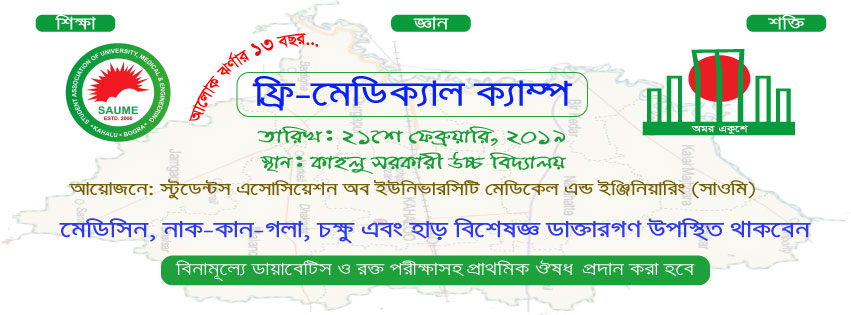 শিক্ষা
জ্ঞান
শক্তি
আলোক ঝর্ণার ১৩ বছর...
STUDENT ASSOCIATION OF UNIVERSITY, MEDICAL & ENGINEERING
SAUME
ESTD. 2006
KAHALU - BOGRA
ফ্রি-মেডিক্যাল ক্যাম্প
অমর একুশে
তারিখ: ২১শে ফেব্রুয়ারি, ২০১৯
স্থান: কাহলু সরকারী উচ্চ বিদ্যালয়
আয়োজনে: স্টুডেন্টস এসোসিয়েশন অব ইউনিভারসিটি মেডিকেল এন্ড ইঞ্জিনিয়ারিং (সাওমি)
মেডিসিন, নাক-কান-গলা, চক্ষু এবং হাড় বিশেষজ্ঞ ডাক্তারগণ উপস্থিত থাকবেন
বিনামূল্যে ডায়াবেটিস ও রক্ত পরীক্ষাসহ প্রাথমিক ঔষধ প্রদান করা হবে